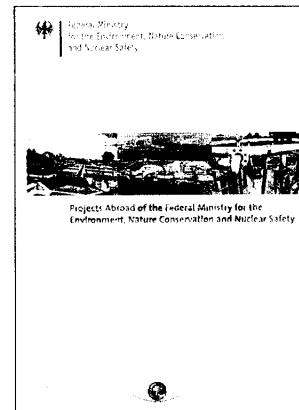 Federal Ministry
for the Environment, Nature Conservation
and Nuclear Safety
Projects Abroad of the Federal Ministry for the
Environment, Nature Conservation and Nuclear Safety